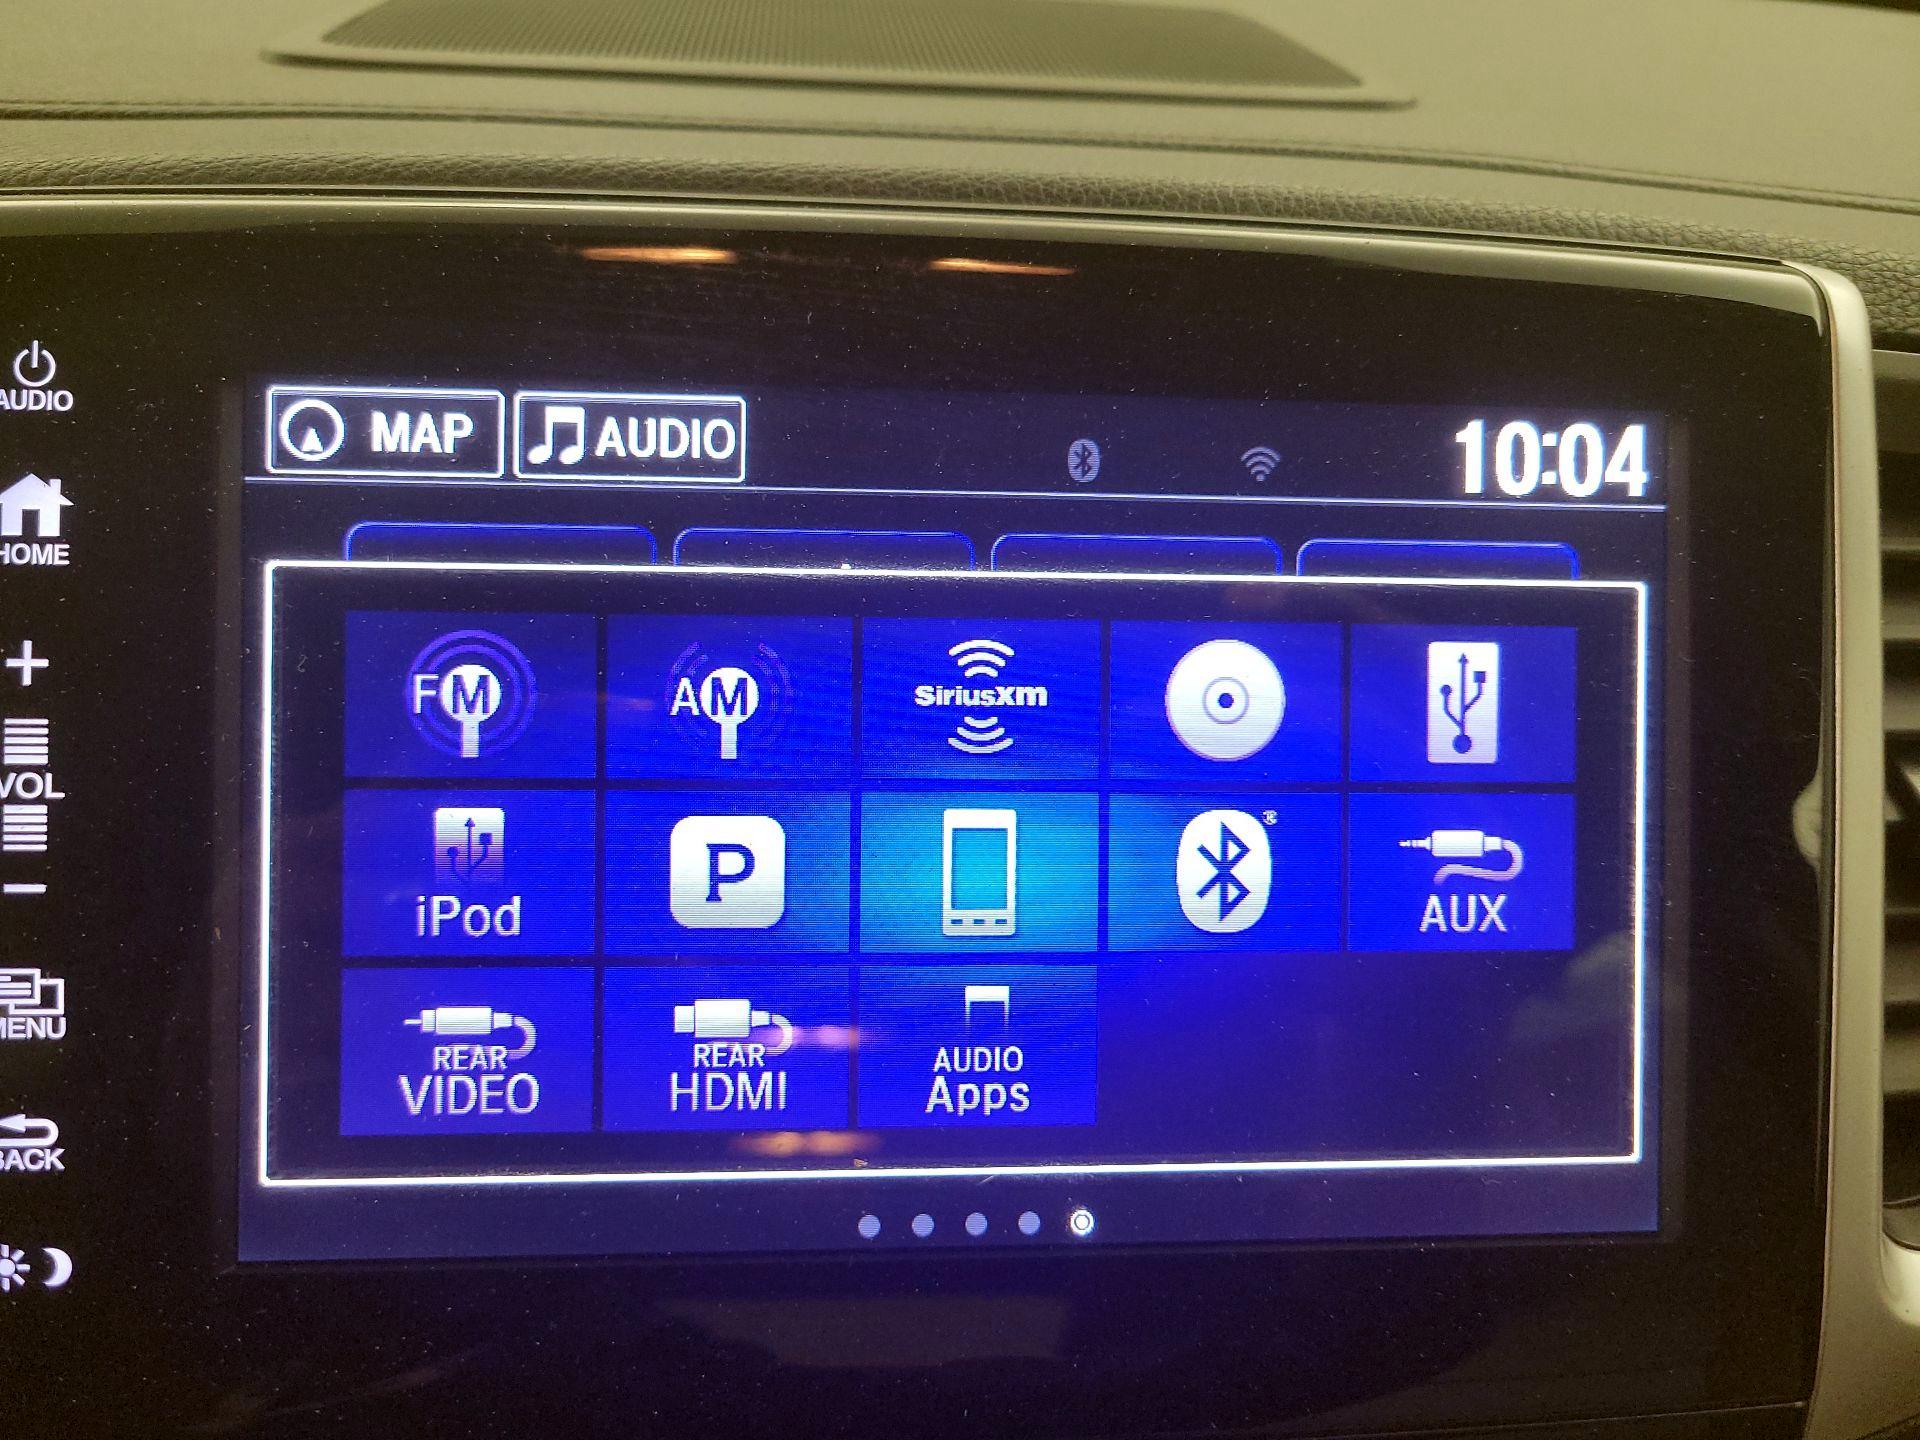 MAP
AUDIO
10:04
AUDIO
HOME
+
VOL
−
MENU
BACK
FM
AM
SiriusXM
iPod
P
®
AUX
REAR
VIDEO
REAR
HDMI
AUDIO
Apps